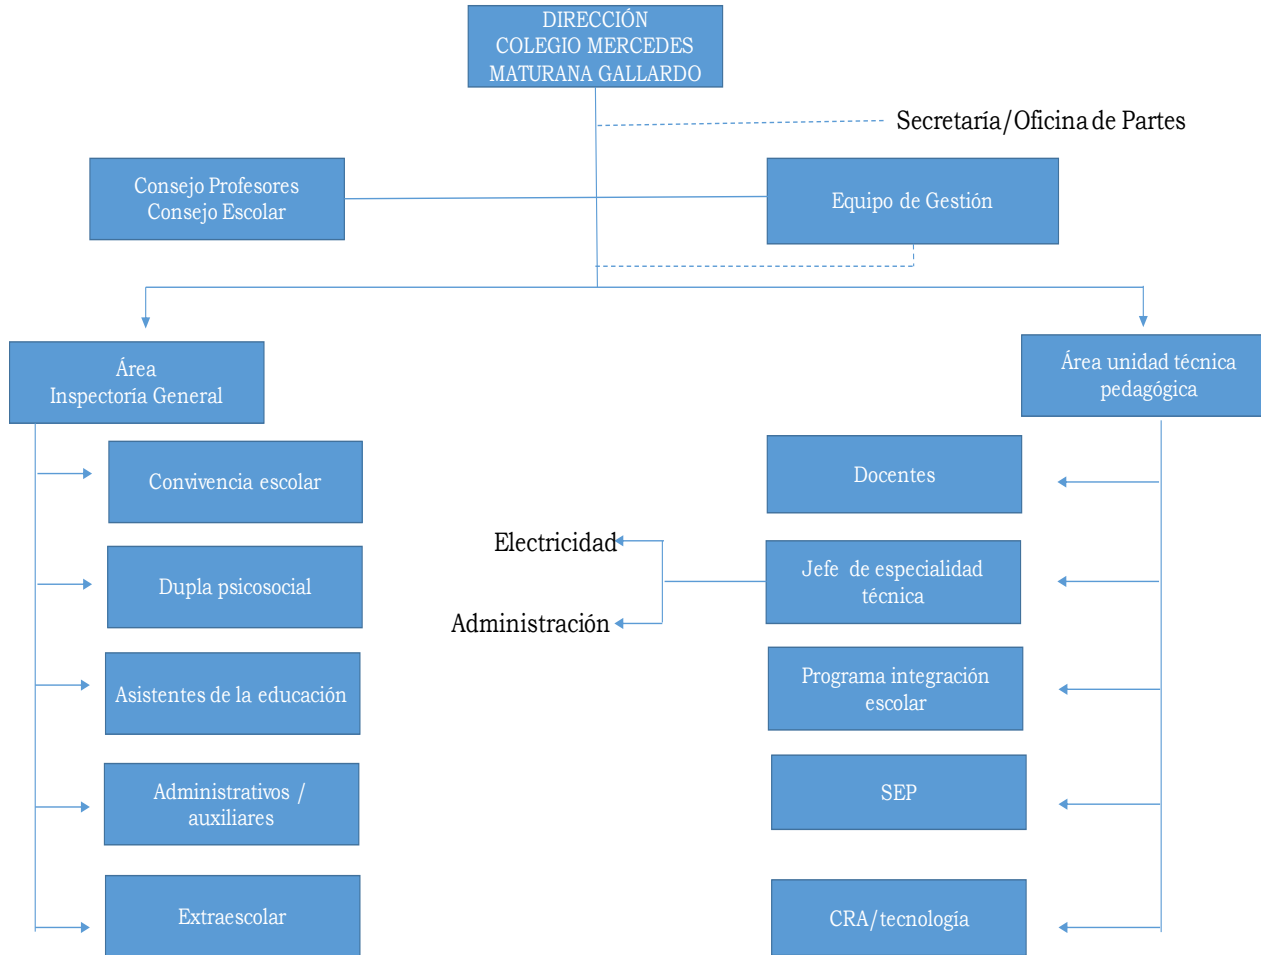 DIRECCIÓN
COLEGIO MERCEDES
MATURANA GALLARDO
Secretaría/Oficina de Partes
Consejo Profesores
Consejo Escolar
Equipo de Gestión
Área
Inspectoría General
Área unidad técnica
pedagógica
Convivencia escolar
Dupla psicosocial
Asistentes de la educación
Administrativos /
auxiliares
Extraescolar
Docentes
Jefe de especialidad
técnica
Electricidad
Administración
Programa integración
escolar
SEP
CRA/tecnología